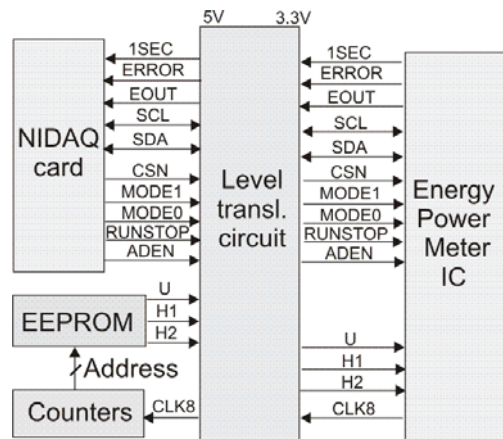 5V 3.3V
1SEC
ERROR
EOUT
SCL
SDA
CSN
MODE1
MODE0
RUNSTOP
ADEN
NIDAQ
card
Level
transl.
circuit
1SEC
ERROR
EOUT
SCL
SDA
CSN
MODE1
MODE0
RUNSTOP
ADEN
Energy
Power
Meter
IC
EEPROM
U
H1
H2
Address
Counters
CLK8
U
H1
H2
CLK8